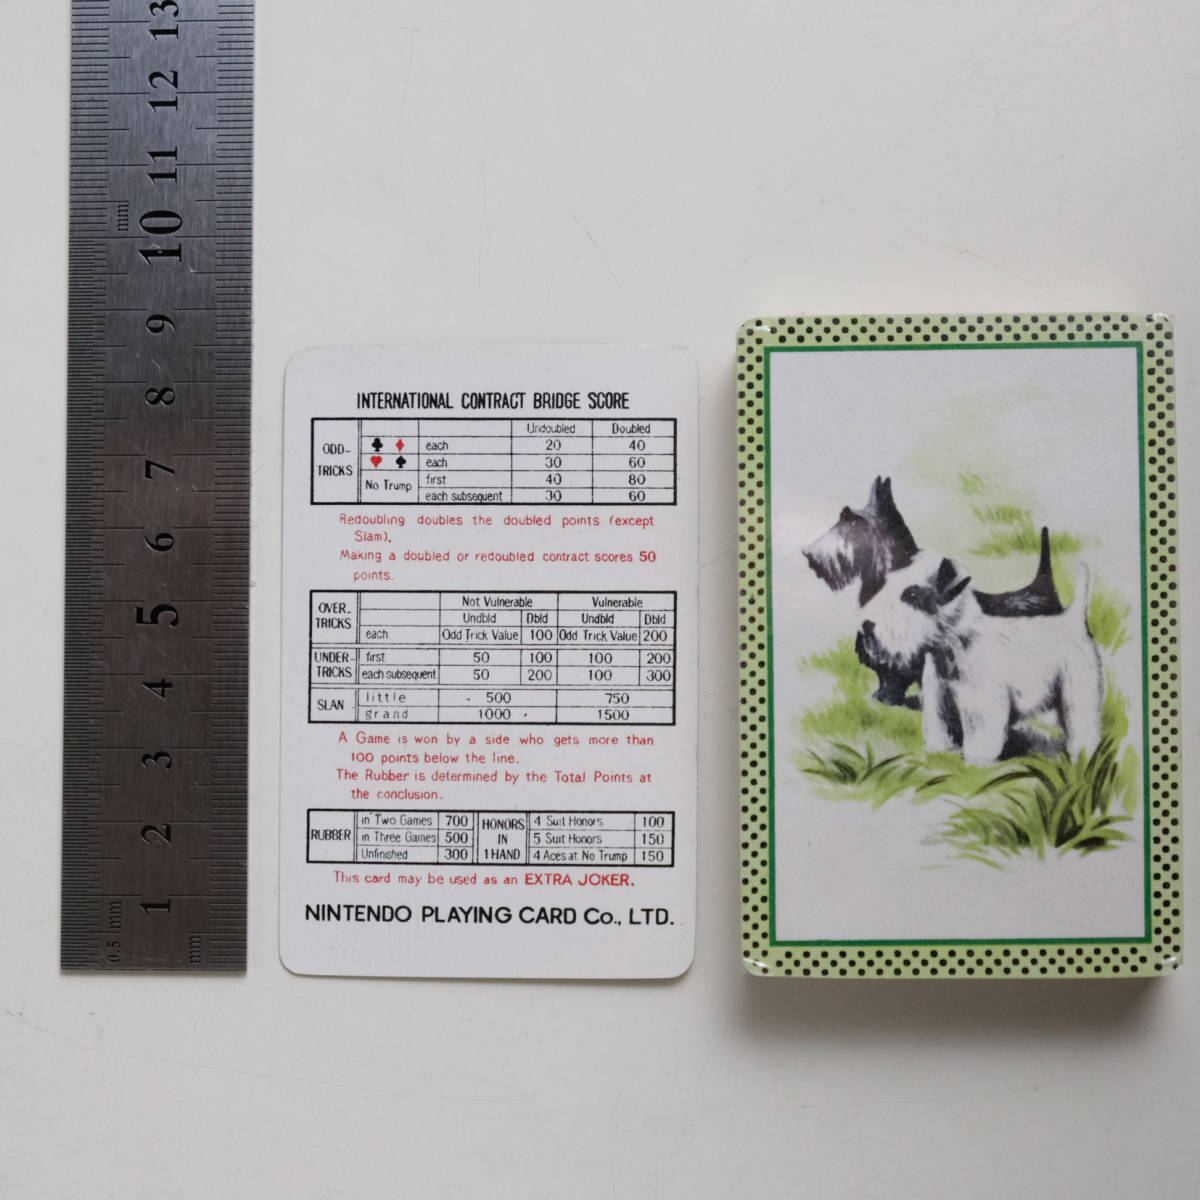 13
12
11
mm
10
9
8
7
6
5
4
3
2
1
0.5 mm
mm
INTERNATIONAL CONTRACT BRIDGE SCORE
Undoubled Doubled
ODD-TRICKS ♣ ♦ each 20 40
♥ ♠ each 30 60
No Trump first 40 80
each subsequent 30 60
Redoubling doubles the doubled points (except
Slam).
Making a doubled or redoubled contract scores 50
points.
OVER-TRICKS Not Vulnerable Vulnerable
Undbld Dbld Undbld Dbld
each Odd Trick Value 100 Odd Trick Value 200
UNDER-TRICKS first 50 100 100 200
each subsequent 50 200 100 300
SLAN little 500 750
grand 1000 1500
A Game is won by a side who gets more than
100 points below the line.
The Rubber is determined by the Total Points at
the conclusion.
RUBBER in Two Games 700 HONORS IN 1 HAND 4 Suit Honors 100
in Three Games 500 5 Suit Honors 150
Unfinished 300 4 Aces at No Trump 150
This card may be used as an EXTRA JOKER.
NINTENDO PLAYING CARD Co., LTD.